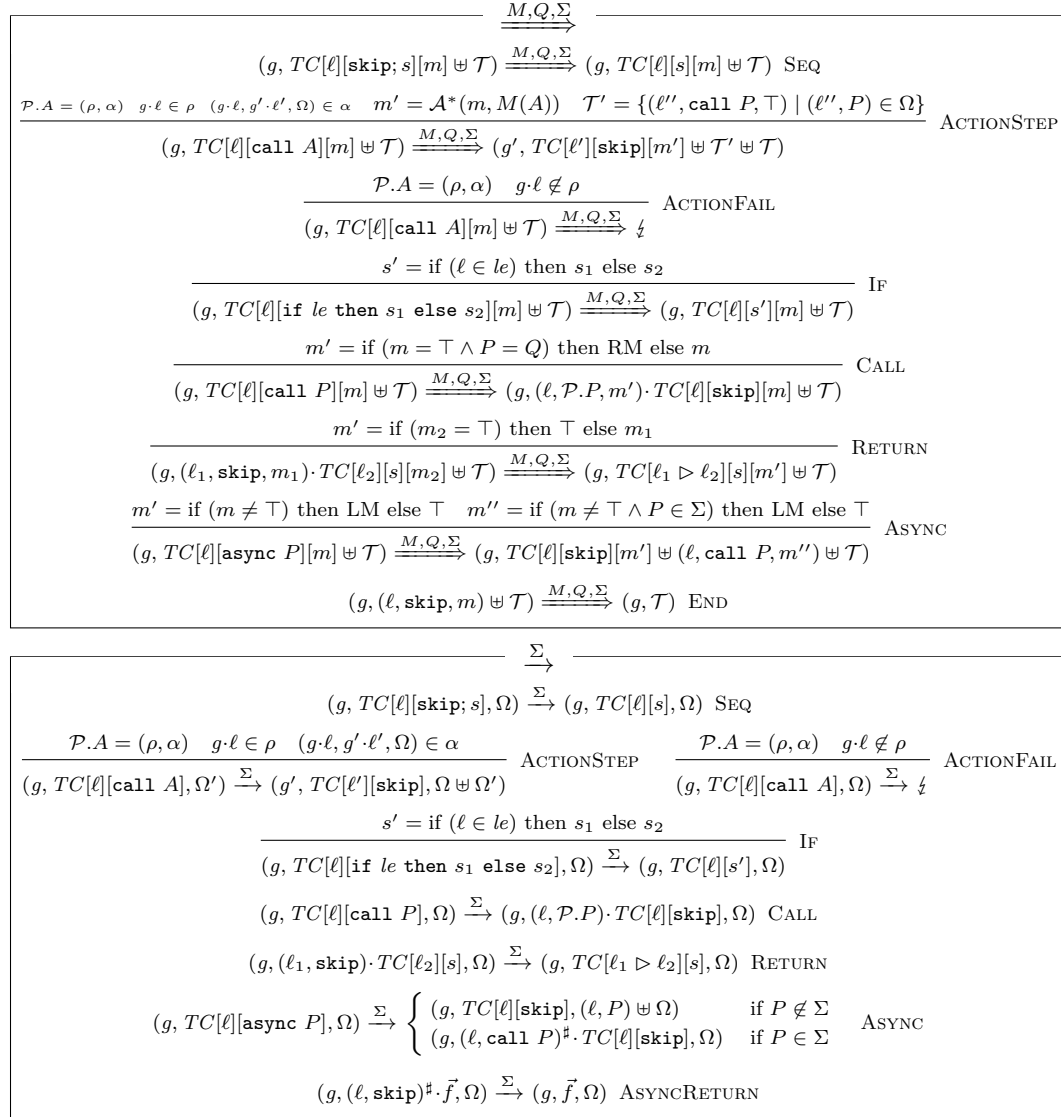 M,Q,Σ ⟹
(g, TC[ℓ][skip; s][m] ⊎ 𝒯) =M,Q,Σ⟹ (g, TC[ℓ][s][m] ⊎ 𝒯) SEQ
𝒫.A = (ρ, α) g·ℓ ∈ ρ (g·ℓ, g′·ℓ′, Ω) ∈ α m′ = 𝒜*(m, M(A)) 𝒯′ = {(ℓ″, call P, ⊤) | (ℓ″, P) ∈ Ω}
(g, TC[ℓ][call A][m] ⊎ 𝒯) =M,Q,Σ⟹ (g′, TC[ℓ′][skip][m′] ⊎ 𝒯′ ⊎ 𝒯) ACTIONSTEP
𝒫.A = (ρ, α) g·ℓ ∉ ρ
(g, TC[ℓ][call A][m] ⊎ 𝒯) =M,Q,Σ⟹ ↯ ACTIONFAIL
s′ = if (ℓ ∈ le) then s₁ else s₂
(g, TC[ℓ][if le then s₁ else s₂][m] ⊎ 𝒯) =M,Q,Σ⟹ (g, TC[ℓ][s′][m] ⊎ 𝒯) IF
m′ = if (m = ⊤ ∧ P = Q) then RM else m
(g, TC[ℓ][call P][m] ⊎ 𝒯) =M,Q,Σ⟹ (g, (ℓ, 𝒫.P, m′)·TC[ℓ][skip][m] ⊎ 𝒯) CALL
m′ = if (m₂ = ⊤) then ⊤ else m₁
(g, (ℓ₁, skip, m₁)·TC[ℓ₂][s][m₂] ⊎ 𝒯) =M,Q,Σ⟹ (g, TC[ℓ₁ ▷ ℓ₂][s][m′] ⊎ 𝒯) RETURN
m′ = if (m ≠ ⊤) then LM else ⊤ m″ = if (m ≠ ⊤ ∧ P ∈ Σ) then LM else ⊤
(g, TC[ℓ][async P][m] ⊎ 𝒯) =M,Q,Σ⟹ (g, TC[ℓ][skip][m′] ⊎ (ℓ, call P, m″) ⊎ 𝒯) ASYNC
(g, (ℓ, skip, m) ⊎ 𝒯) =M,Q,Σ⟹ (g, 𝒯) END
Σ →
(g, TC[ℓ][skip; s], Ω) –Σ→ (g, TC[ℓ][s], Ω) SEQ
𝒫.A = (ρ, α) g·ℓ ∈ ρ (g·ℓ, g′·ℓ′, Ω) ∈ α
(g, TC[ℓ][call A], Ω′) –Σ→ (g′, TC[ℓ′][skip], Ω ⊎ Ω′) ACTIONSTEP
𝒫.A = (ρ, α) g·ℓ ∉ ρ
(g, TC[ℓ][call A], Ω) –Σ→ ↯ ACTIONFAIL
s′ = if (ℓ ∈ le) then s₁ else s₂
(g, TC[ℓ][if le then s₁ else s₂], Ω) –Σ→ (g, TC[ℓ][s′], Ω) IF
(g, TC[ℓ][call P], Ω) –Σ→ (g, (ℓ, 𝒫.P)·TC[ℓ][skip], Ω) CALL
(g, (ℓ₁, skip)·TC[ℓ₂][s], Ω) –Σ→ (g, TC[ℓ₁ ▷ ℓ₂][s], Ω) RETURN
(g, TC[ℓ][async P], Ω) –Σ→ { (g, TC[ℓ][skip], (ℓ, P) ⊎ Ω) if P ∉ Σ
(g, (ℓ, call P)♯·TC[ℓ][skip], Ω) if P ∈ Σ ASYNC
(g, (ℓ, skip)♯·f⃗, Ω) –Σ→ (g, f⃗, Ω) ASYNCRETURN